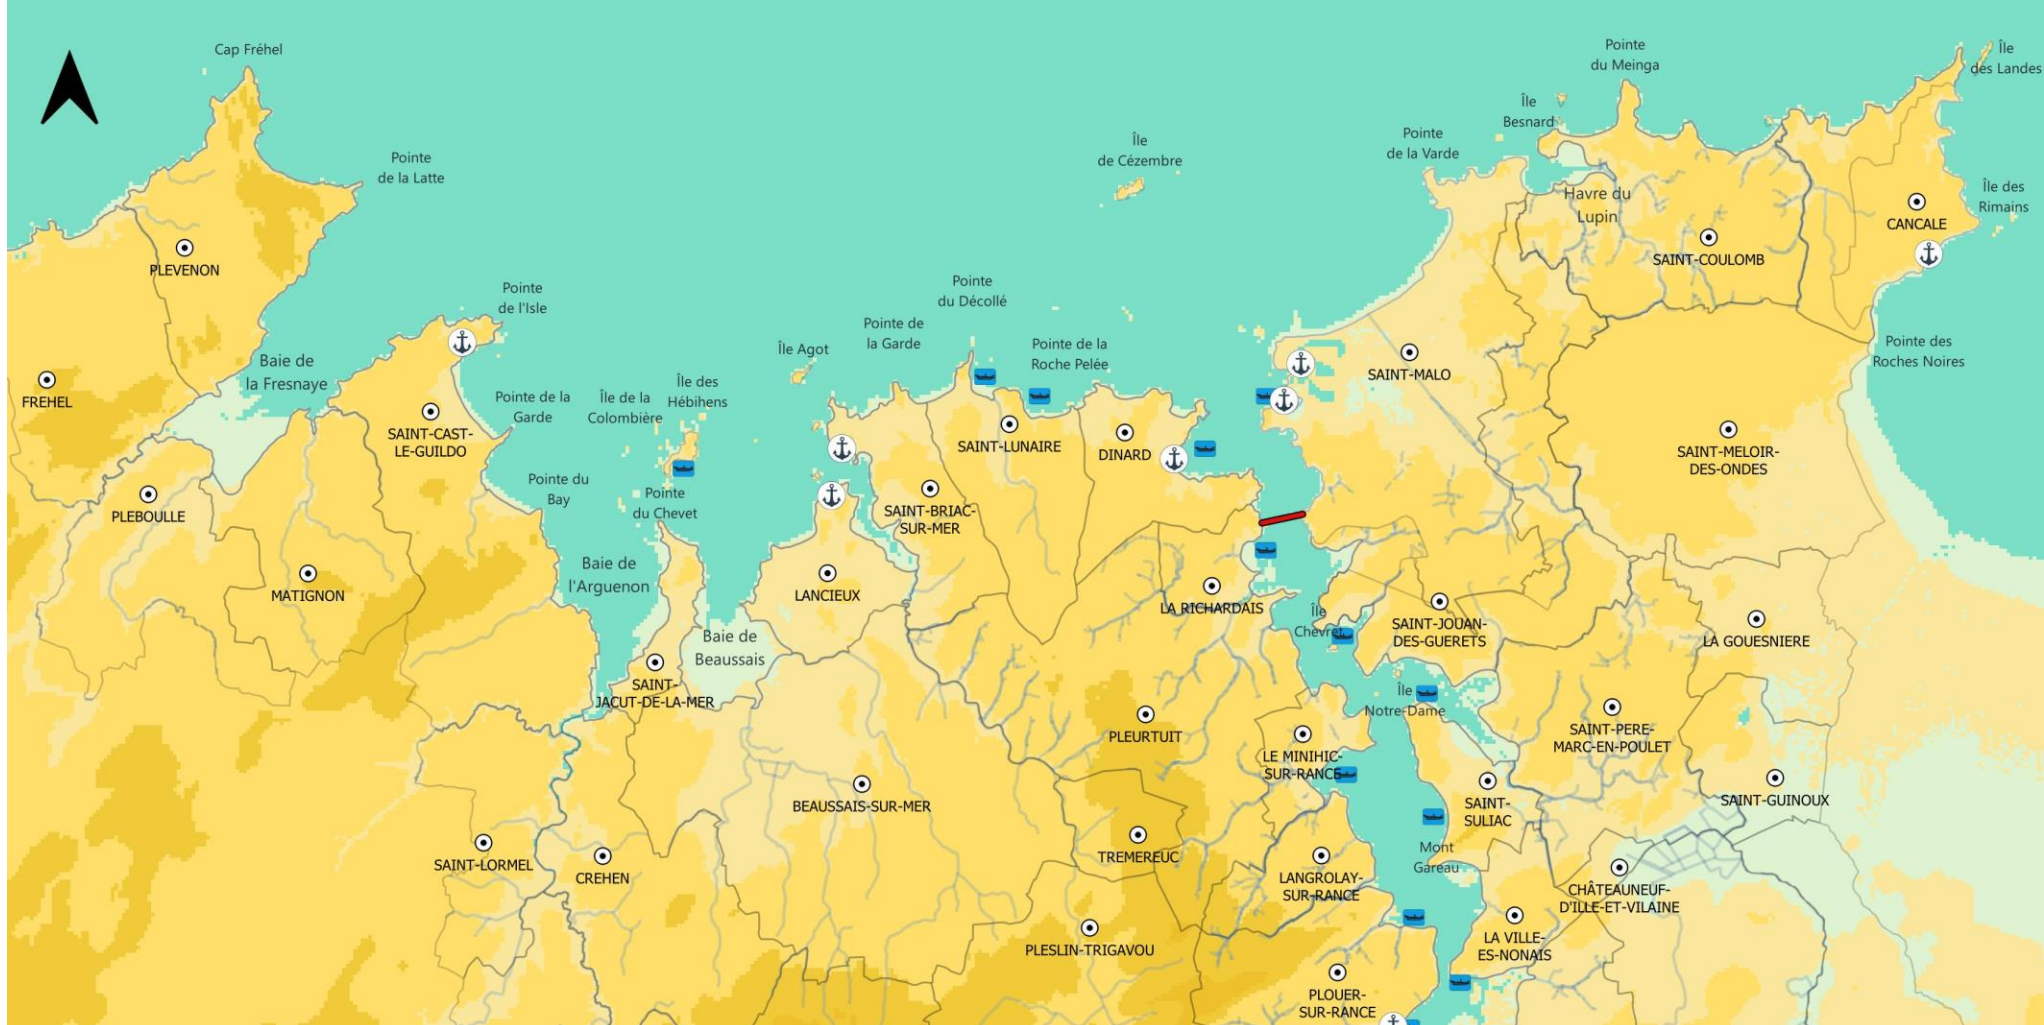 Cap Fréhel
Pointe
de la Latte
Pointe
de l'Isle
Île
de Cézembre
Pointe
de la Varde
Île
Besnard
Pointe
du Meinga
Île
des Landes
Île des
Rimains
Havre du
Lupin
CANCALE
SAINT-COULOMB
PLEVENON
FREHEL
Baie de
la Fresnaye
SAINT-CAST-
LE-GUILDO
Pointe de la
Garde
Île de la
Colombière
Île des
Hébihens
Île Agot
Pointe de
la Garde
Pointe
du Décollé
Pointe de la
Roche Pelée
SAINT-MALO
Pointe des
Roches Noires
SAINT-LUNAIRE
DINARD
SAINT-MELOIR-
DES-ONDES
PLEBOULLE
Pointe du
Bay
Pointe
du Chevet
SAINT-BRIAC-
SUR-MER
MATIGNON
Baie de
l'Arguenon
LANCIEUX
LA RICHARDAIS
Île
Chevret
SAINT-JOUAN-
DES-GUERETS
LA GOUESNIERE
Baie de
Beaussais
SAINT-
JACUT-DE-LA-MER
PLEURTUIT
Île
Notre-Dame
LE MINIHIC-
SUR-RANCE
SAINT-PERE-
MARC-EN-POULET
BEAUSSAIS-SUR-MER
SAINT-
SULIAC
SAINT-GUINOUX
SAINT-LORMEL
CREHEN
TREMEREUC
Mont
Gareau
LANGROLAY-
SUR-RANCE
CHÂTEAUNEUF-
D'ILLE-ET-VILAINE
PLESLIN-TRIGAVOU
LA VILLE-
ES-NONAIS
PLOUER-
SUR-RANCE